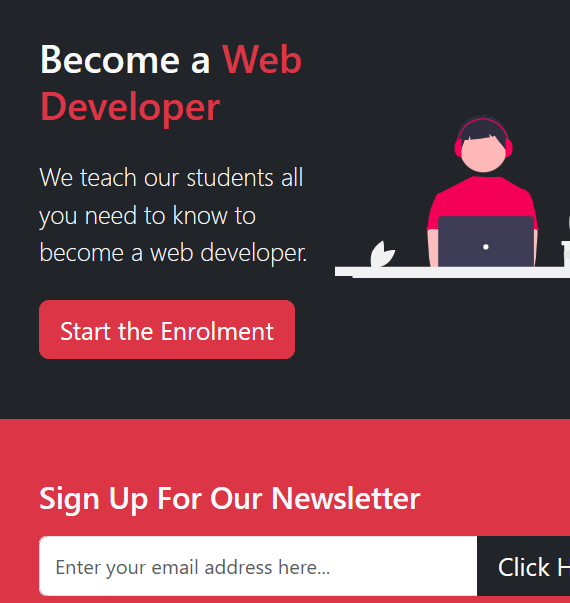 Become a Web
Developer
We teach our students all
you need to know to
become a web developer.
Start the Enrolment
Sign Up For Our Newsletter
Enter your email address here...
Click